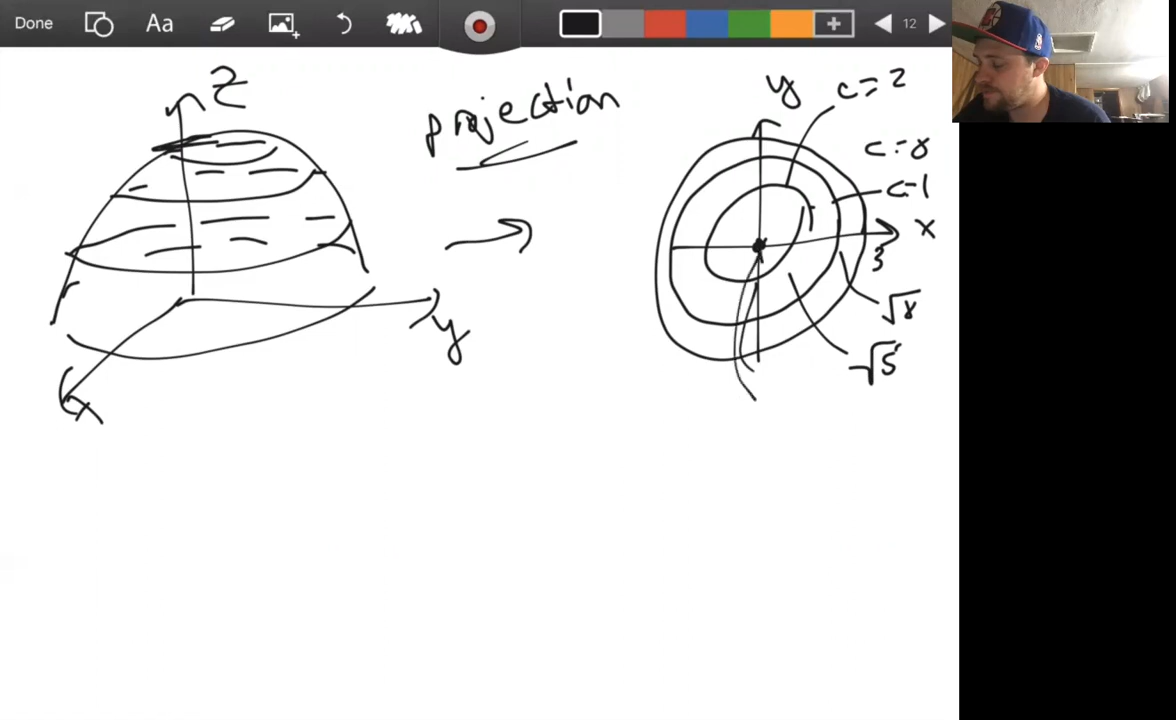 Done
Aa
12
z
projection
y
c=2
c=0
c=1
x
3
√8
√5
y
x